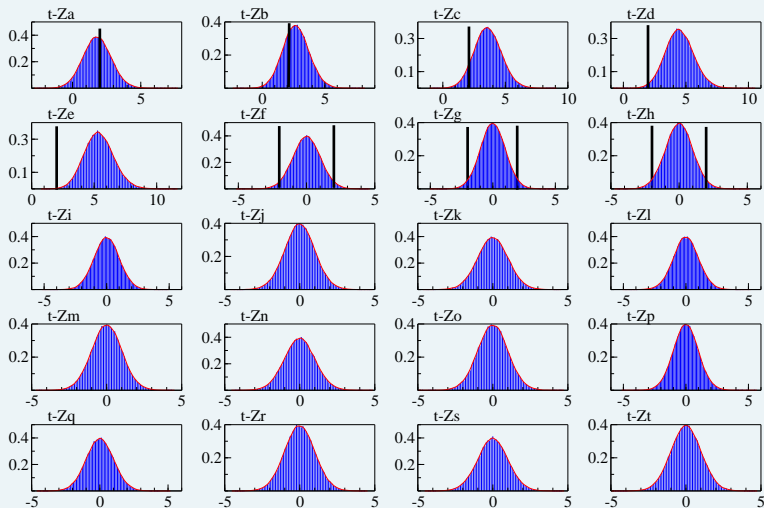 t-Za t-Zb t-Zc t-Zd
0.4 0.4 0.3 0.3
0.2 0.2 0.1 0.1
0 5 0 5 0 5 10 0 5 10
t-Ze t-Zf t-Zg t-Zh
0.3 0.4 0.4 0.4
0.1 0.2 0.2 0.2
0 5 10 -5 0 5 -5 0 5 -5 0 5
t-Zi t-Zj t-Zk t-Zl
0.4 0.4 0.4 0.4
0.2 0.2 0.2 0.2
-5 0 5 -5 0 5 -5 0 5 -5 0 5
t-Zm t-Zn t-Zo t-Zp
0.4 0.4 0.4 0.4
0.2 0.2 0.2 0.2
-5 0 5 -5 0 5 -5 0 5 -5 0 5
t-Zq t-Zr t-Zs t-Zt
0.4 0.4 0.4 0.4
0.2 0.2 0.2 0.2
-5 0 5 -5 0 5 -5 0 5 -5 0 5